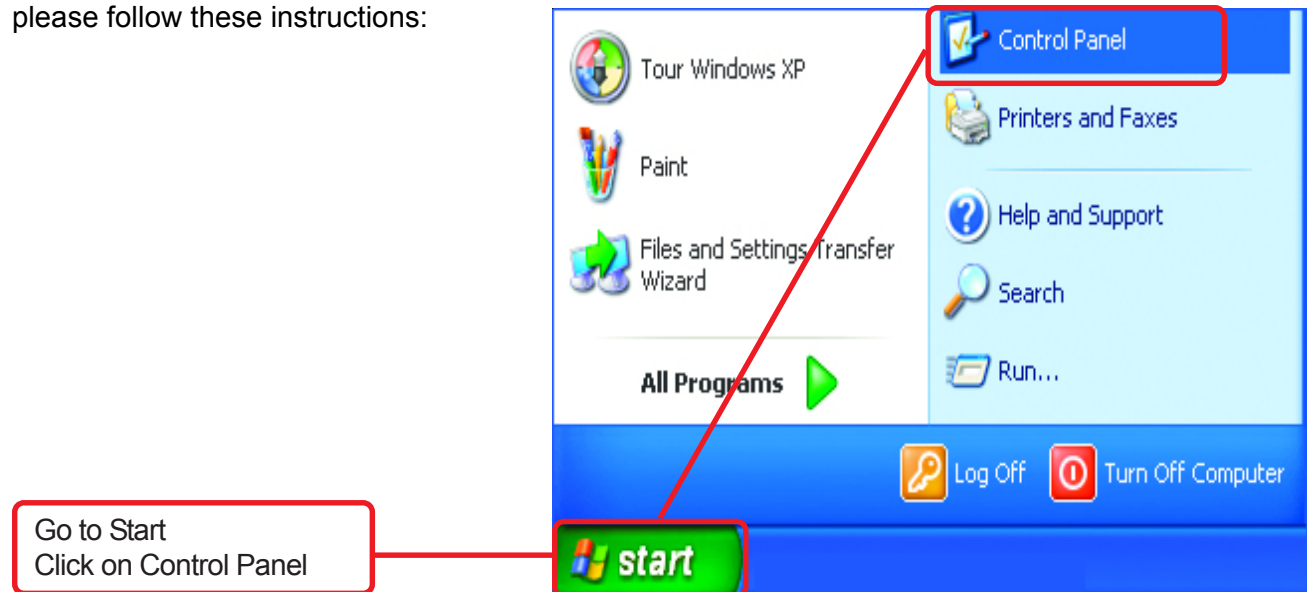 please follow these instructions:
Tour Windows XP
Paint
Files and Settings Transfer
Wizard
All Programs
Control Panel
Printers and Faxes
Help and Support
Search
Run...
Log Off
Turn Off Computer
start
Go to Start
Click on Control Panel